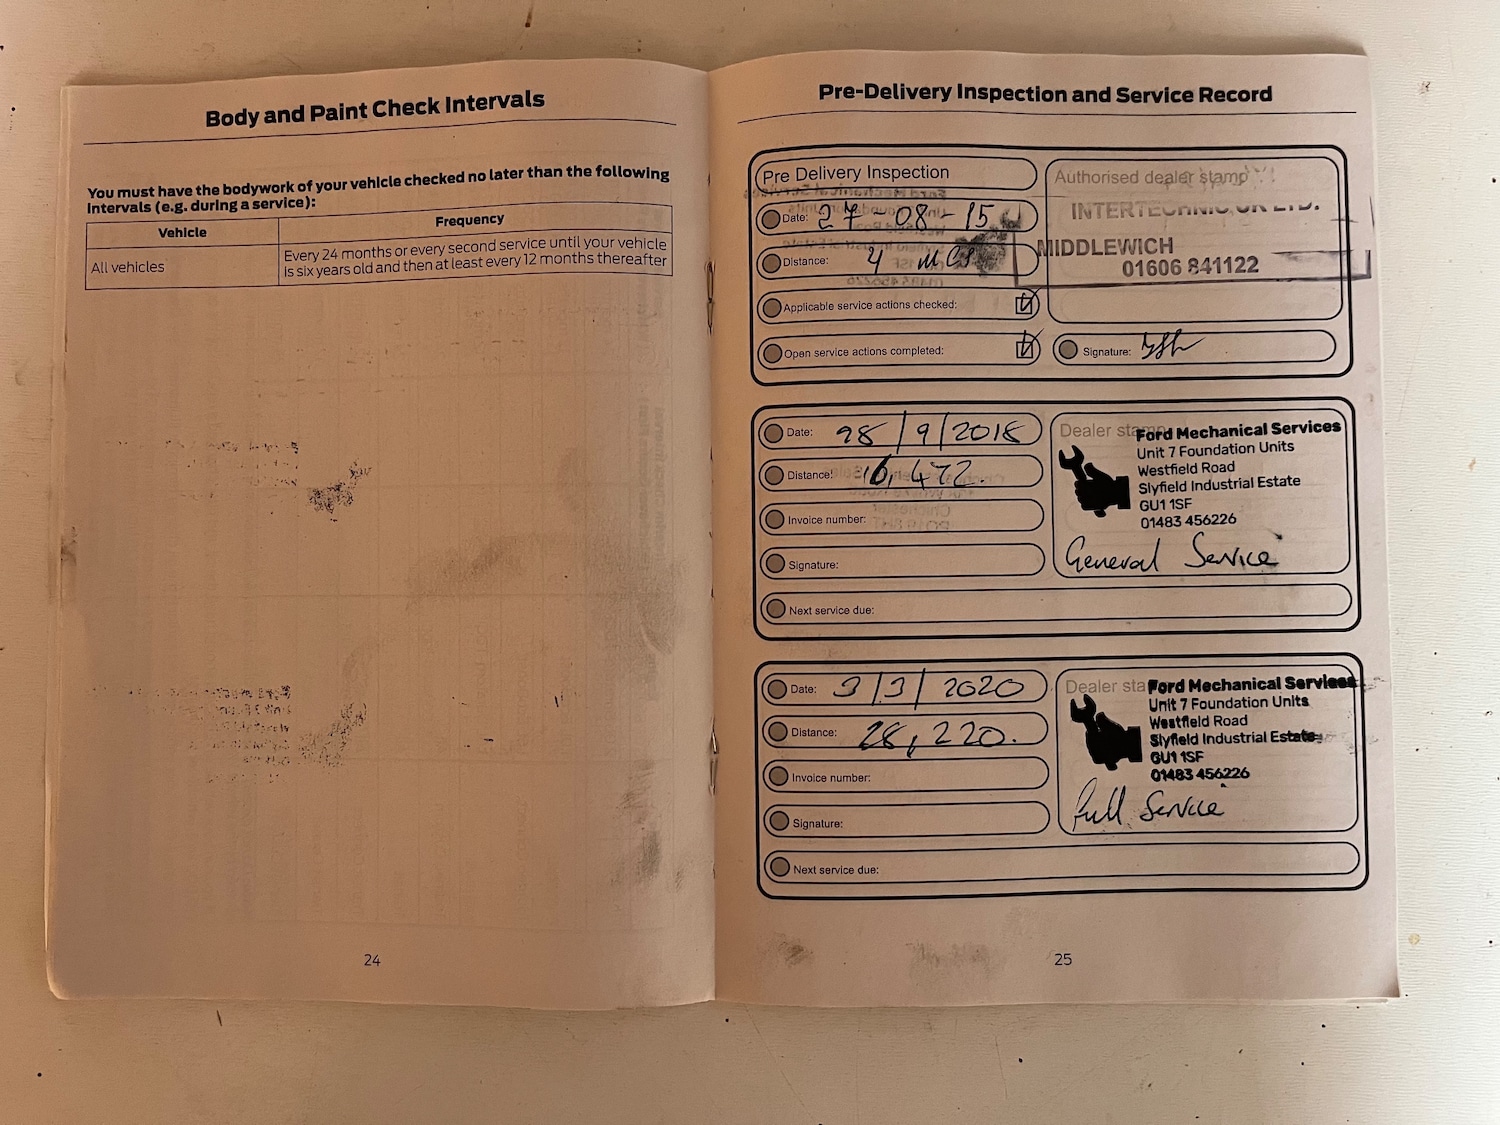 Body and Paint Check Intervals
You must have the bodywork of your vehicle checked no later than the following
intervals (e.g. during a service):
Vehicle
Frequency
All vehicles
Every 24 months or every second service until your vehicle
is six years old and then at least every 12 months thereafter
24
Pre-Delivery Inspection and Service Record
Pre Delivery Inspection
Date: 27-08-15
Distance: 4
Applicable service actions checked:
Open service actions completed:
Authorised dealer stamp
INTERTECHNIC UK LTD.
MIDDLEWICH
01606 841122
Signature:
Date: 28/9/2018
Distance: 16,472.
Invoice number:
Signature:
Next service due:
Dealer stamp
Ford Mechanical Services
Unit 7 Foundation Units
Westfield Road
Slyfield Industrial Estate
GU1 1SF
01483 456226
General Service
Date: 3/3/2020
Distance: 28,220.
Invoice number:
Signature:
Next service due:
Dealer
Ford Mechanical Services
Unit 7 Foundation Units
Westfield Road
Slyfield Industrial Estate
GU1 1SF
01483 456226
Full Service
25